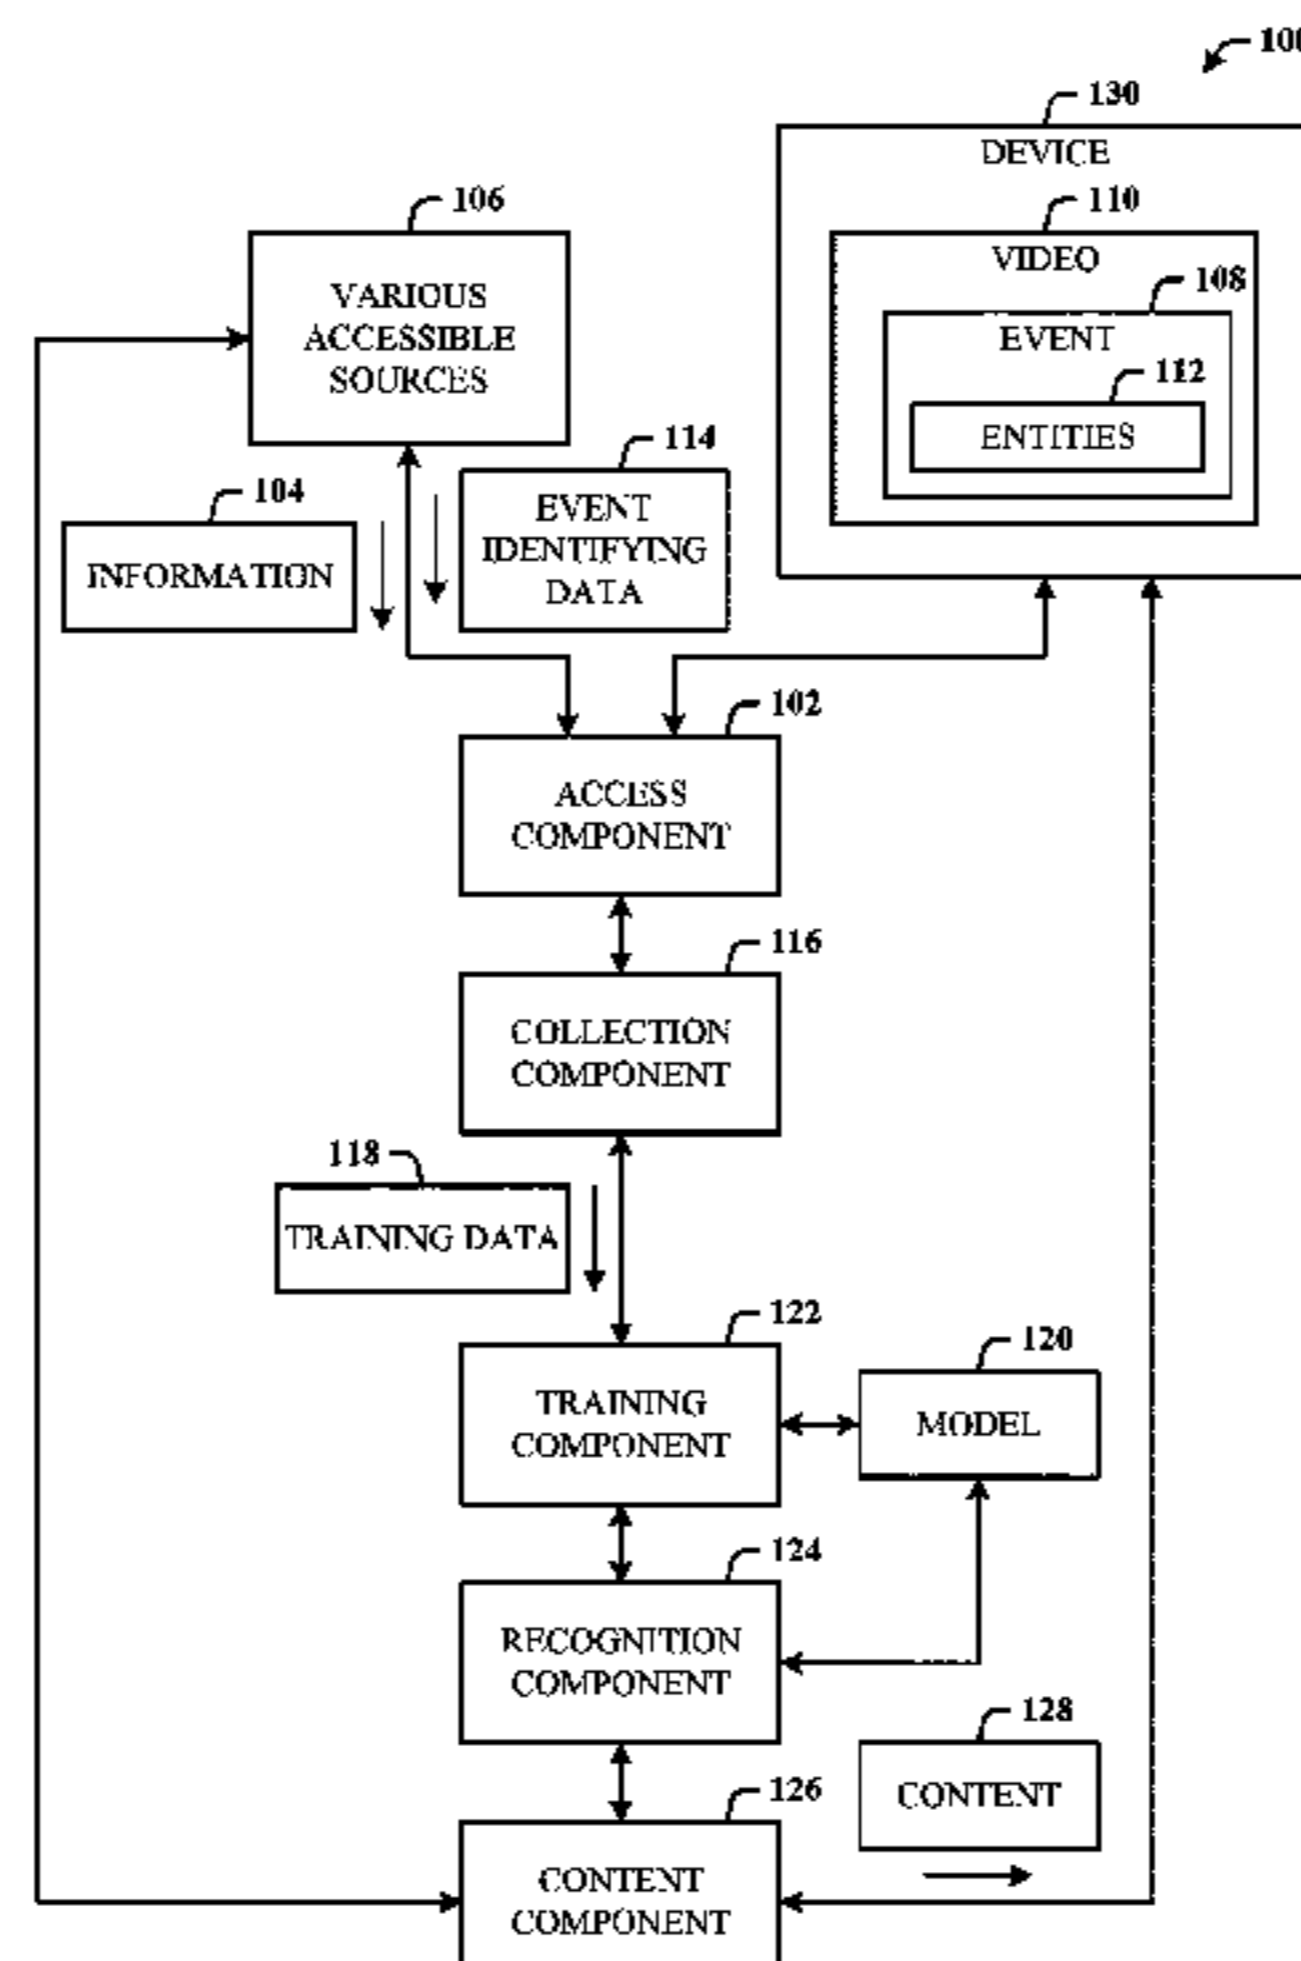 100
130
DEVICE
106
110
VIDEO
VARIOUS
ACCESSIBLE
SOURCES
108
EVENT
112
ENTITIES
114
EVENT
IDENTIFYING
DATA
104
INFORMATION
102
ACCESS
COMPONENT
116
COLLECTION
COMPONENT
118
TRAINING DATA
122
TRAINING
COMPONENT
120
MODEL
124
RECOGNITION
COMPONENT
128
CONTENT
126
CONTENT
COMPONENT